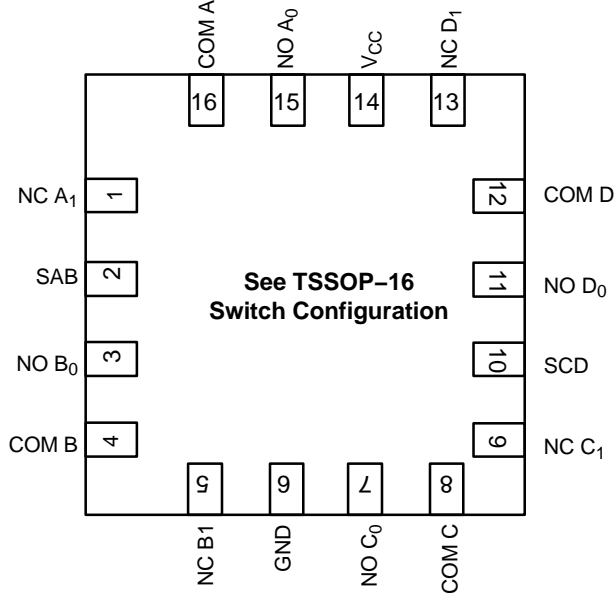 COM A
NO A₀
V_CC
NC D₁
16
15
14
13
NC A₁
1
12
COM D
SAB
2
See TSSOP–16
Switch Configuration
11
NO D₀
NO B₀
3
10
SCD
COM B
4
9
NC C₁
5
6
7
8
NC B1
GND
NO C₀
COM C